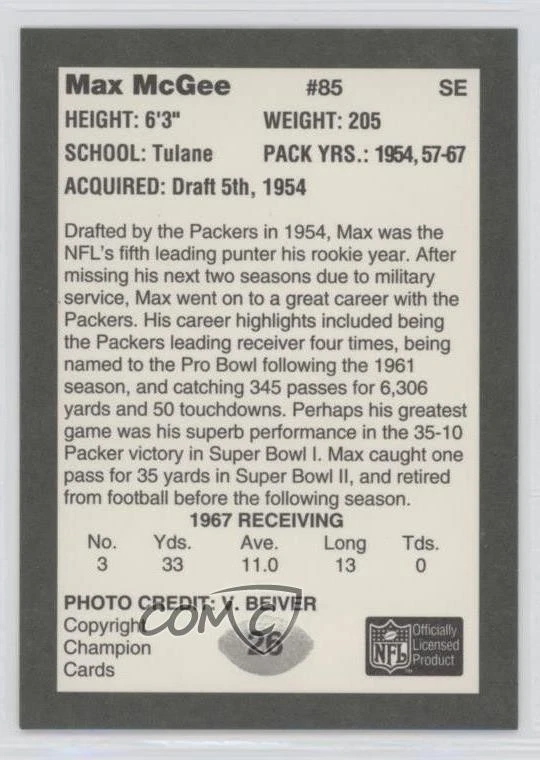 Max McGee #85 SE
HEIGHT: 6'3" WEIGHT: 205
SCHOOL: Tulane PACK YRS.: 1954, 57-67
ACQUIRED: Draft 5th, 1954
Drafted by the Packers in 1954, Max was the
NFL's fifth leading punter his rookie year. After
missing his next two seasons due to military
service, Max went on to a great career with the
Packers. His career highlights included being
the Packers leading receiver four times, being
named to the Pro Bowl following the 1961
season, and catching 345 passes for 6,306
yards and 50 touchdowns. Perhaps his greatest
game was his superb performance in the 35-10
Packer victory in Super Bowl I. Max caught one
pass for 35 yards in Super Bowl II, and retired
from football before the following season.
1967 RECEIVING
No. Yds. Ave. Long Tds.
3 33 11.0 13 0
PHOTO CREDIT: V. BEIVER
Copyright
Champion
Cards
COMC
26
NFL
Officially
Licensed
Product